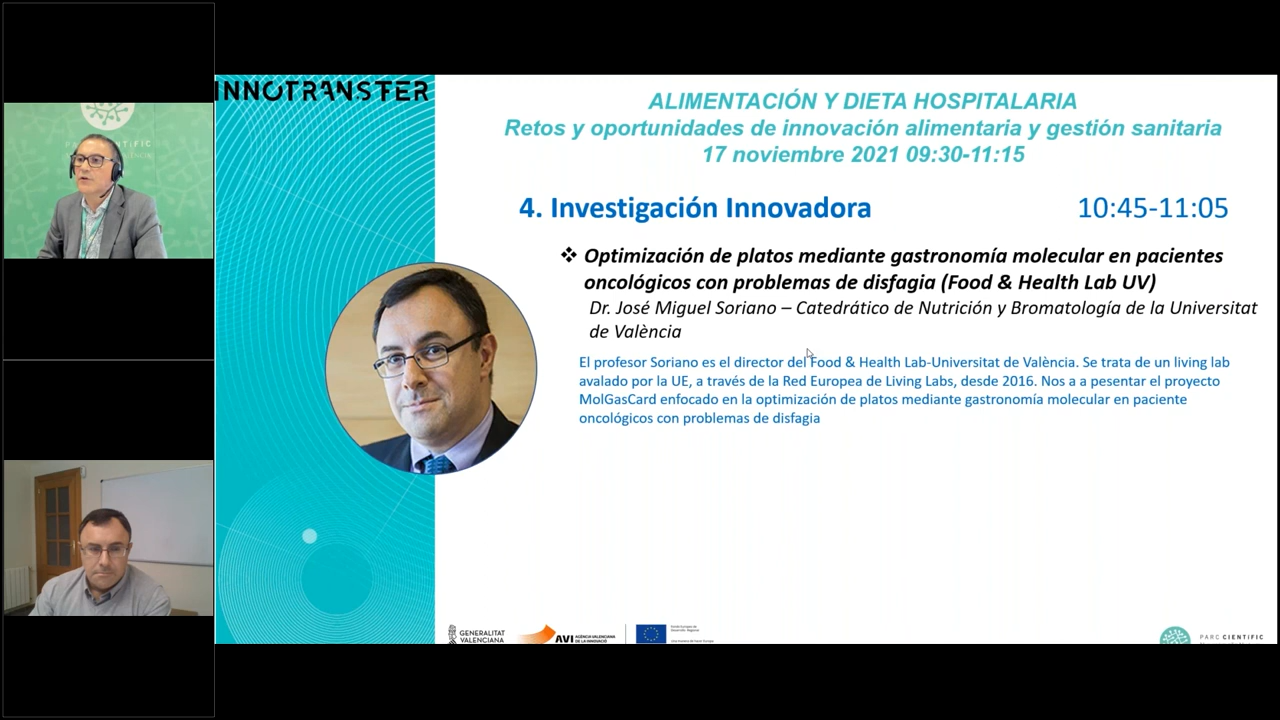 INNOTRANSFER
ALIMENTACIÓN Y DIETA HOSPITALARIA
Retos y oportunidades de innovación alimentaria y gestión sanitaria
17 noviembre 2021 09:30-11:15
4. Investigación Innovadora 10:45-11:05
❖ Optimización de platos mediante gastronomía molecular en pacientes
oncológicos con problemas de disfagia (Food & Health Lab UV)
Dr. José Miguel Soriano – Catedrático de Nutrición y Bromatología de la Universitat
de València
El profesor Soriano es el director del Food & Health Lab-Universitat de València. Se trata de un living lab
avalado por la UE, a través de la Red Europea de Living Labs, desde 2016. Nos a a pesentar el proyecto
MolGasCard enfocado en la optimización de platos mediante gastronomía molecular en paciente
oncológicos con problemas de disfagia
GENERALITAT
VALENCIANA
AVI AGÈNCIA VALENCIANA
DE LA INNOVACIÓ
PARC CIENTIFIC